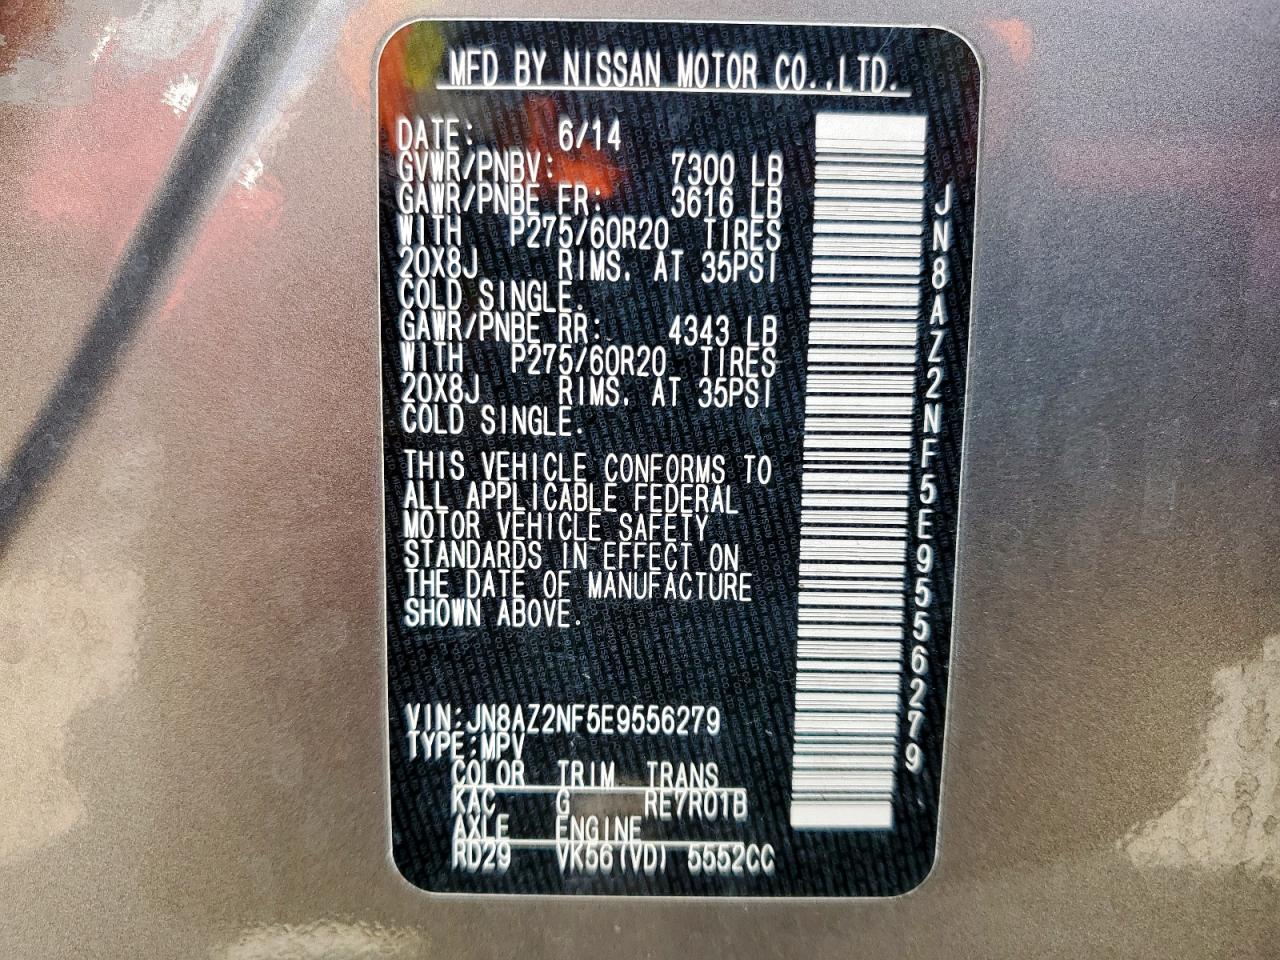 MFD BY NISSAN MOTOR CO.,LTD.
DATE: 6/14
GVWR/PNBV: 7300 LB
GAWR/PNBE FR: 3616 LB
WITH P275/60R20 TIRES
20X8J RIMS. AT 35PSI
COLD SINGLE.
GAWR/PNBE RR: 4343 LB
WITH P275/60R20 TIRES
20X8J RIMS. AT 35PSI
COLD SINGLE.
THIS VEHICLE CONFORMS TO
ALL APPLICABLE FEDERAL
MOTOR VEHICLE SAFETY
STANDARDS IN EFFECT ON
THE DATE OF MANUFACTURE
SHOWN ABOVE.
VIN:JN8AZ2NF5E9556279
TYPE:MPV
COLOR TRIM TRANS
KAC G RE7R01B
AXLE ENGINE
RD29 VK56(VD) 5552CC
JN8AZ2NF5E9556279